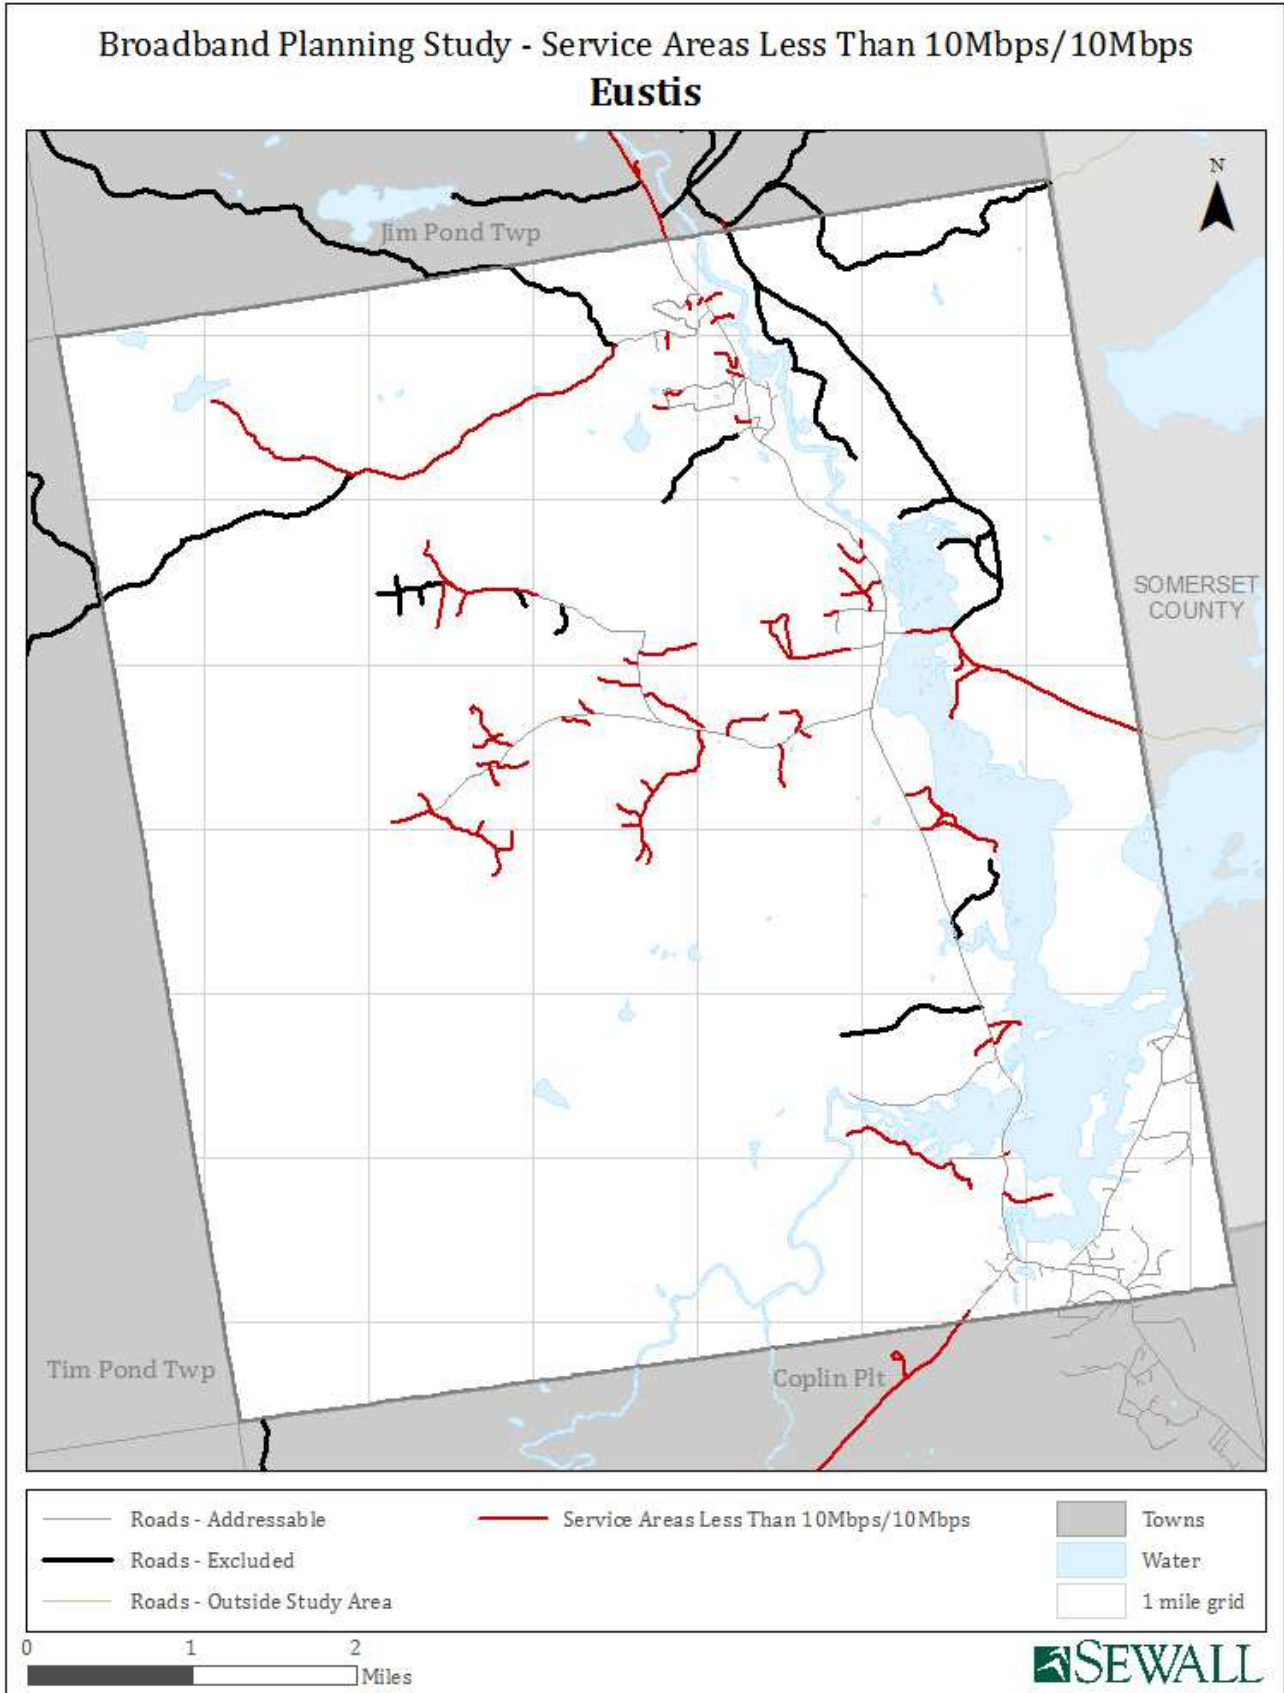 Broadband Planning Study - Service Areas Less Than 10Mbps/10Mbps
Eustis
N
Jim Pond Twp
SOMERSET
COUNTY
Tim Pond Twp
Coplin Plt
Roads - Addressable
Service Areas Less Than 10Mbps/10Mbps
Towns
Roads - Excluded
Water
Roads - Outside Study Area
1 mile grid
0 1 2
Miles
SEWALL